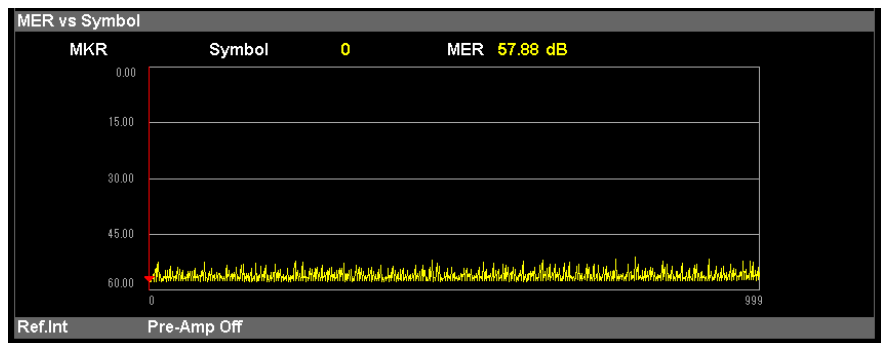 MER vs Symbol
MKR Symbol 0 MER 57.88 dB
0.00
15.00
30.00
45.00
60.00
0 999
Ref.Int Pre-Amp Off